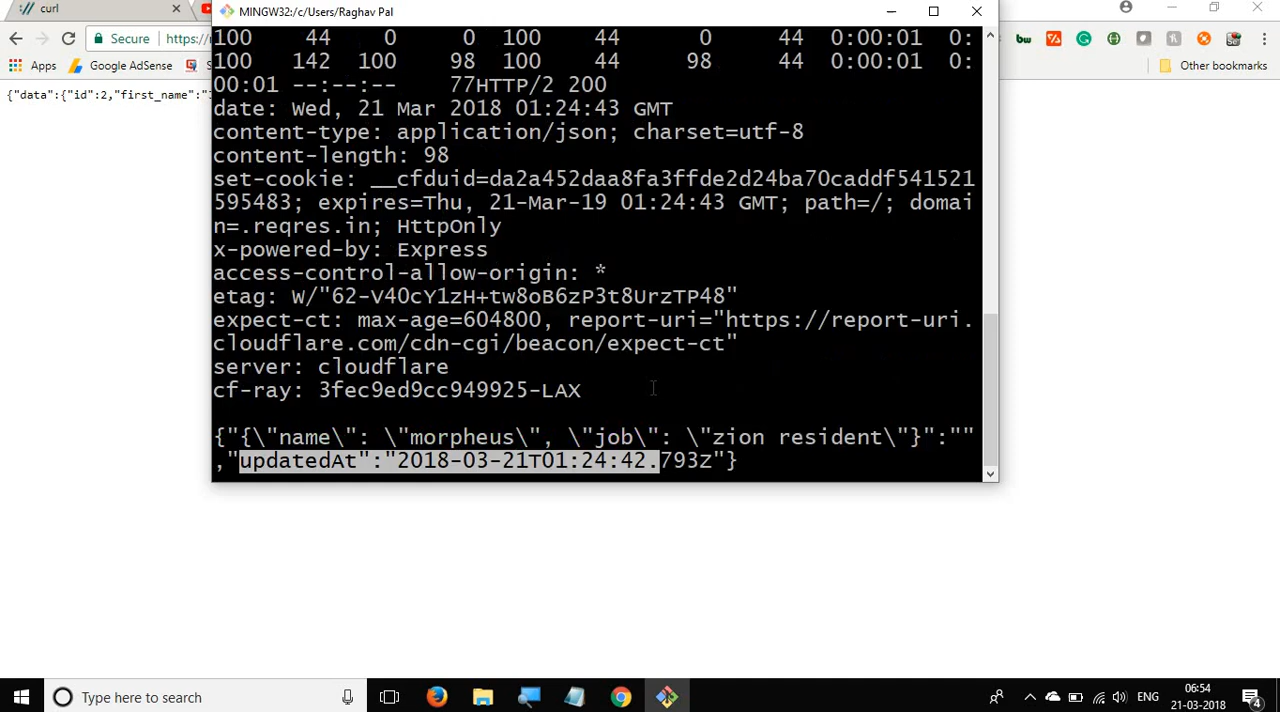 curl
MINGW32:/c/Users/Raghav Pal
Secure
https://
Apps
Google AdSense
Other bookmarks
{"data":{"id":2,"first_name":"
100 44 0 0 100 44 0 44 0:00:01 0:
100 142 100 98 100 44 98 44 0:00:01 0:
00:01 --:--:-- 77HTTP/2 200
date: Wed, 21 Mar 2018 01:24:43 GMT
content-type: application/json; charset=utf-8
content-length: 98
set-cookie: __cfduid=da2a452daa8fa3ffde2d24ba70caddf541521
595483; expires=Thu, 21-Mar-19 01:24:43 GMT; path=/; domai
n=.reqres.in; HttpOnly
x-powered-by: Express
access-control-allow-origin: *
etag: W/"62-V40cY1zH+tw8oB6zP3t8UrzTP48"
expect-ct: max-age=604800, report-uri="https://report-uri.
cloudflare.com/cdn-cgi/beacon/expect-ct"
server: cloudflare
cf-ray: 3fec9ed9cc949925-LAX
{"{\"name\": \"morpheus\", \"job\": \"zion resident\"}":""
,"updatedAt":"2018-03-21T01:24:42.793Z"}
Type here to search
ENG
06:54
21-03-2018
4